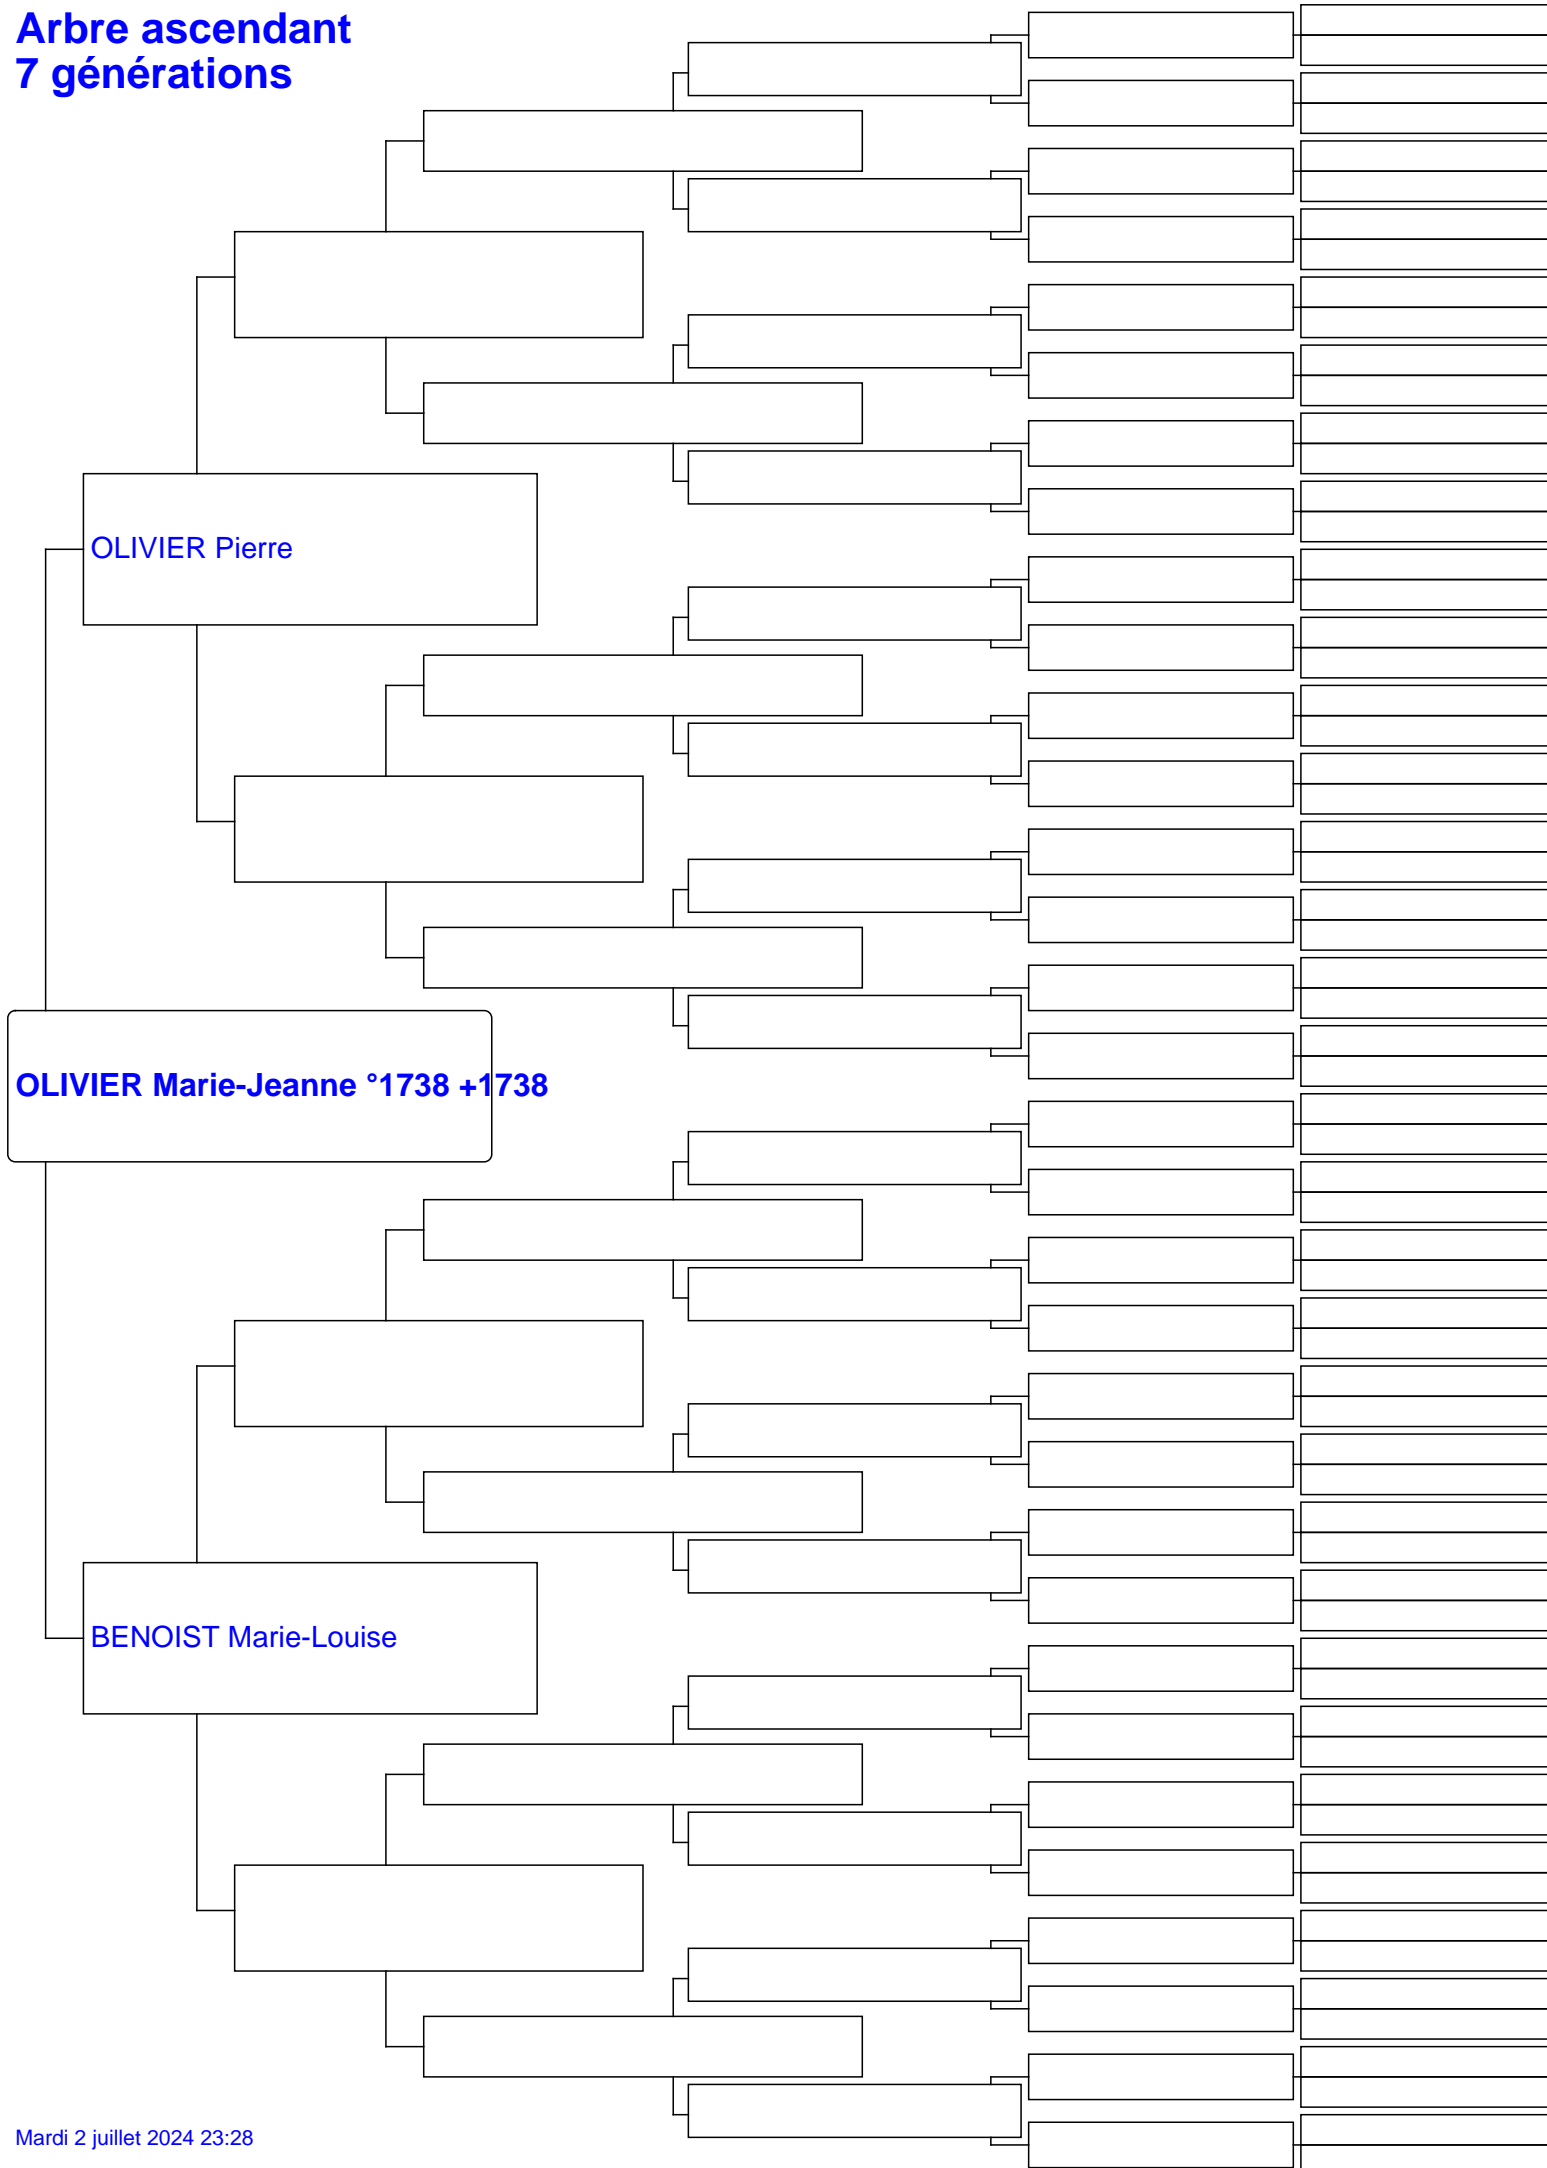 Arbre ascendant
7 générations
OLIVIER Pierre
OLIVIER Marie-Jeanne °1738 +1738
BENOIST Marie-Louise
Mardi 2 juillet 2024 23:28